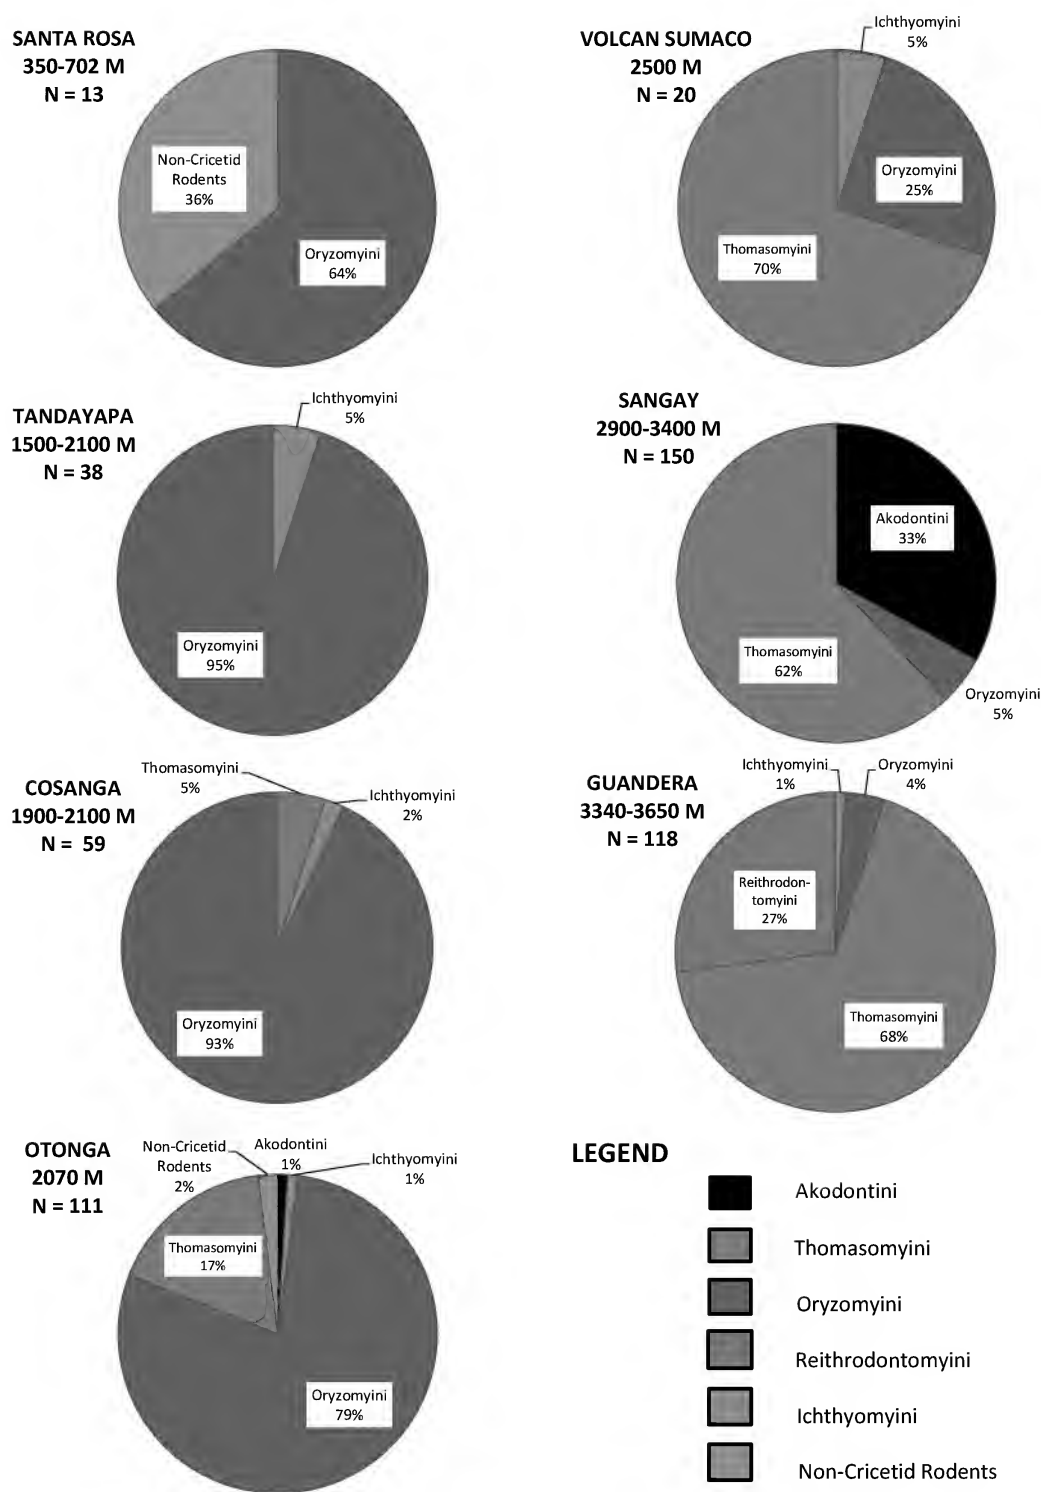 SANTA ROSA
350-702 M
N = 13
Non-Cricetid
Rodents
36%
Oryzomyini
64%
VOLCAN SUMACO
2500 M
N = 20
Ichthyomyini
5%
Oryzomyini
25%
Thomasomyini
70%
TANDAYAPA
1500-2100 M
N = 38
Ichthyomyini
5%
Oryzomyini
95%
SANGAY
2900-3400 M
N = 150
Akodontini
33%
Thomasomyini
62%
Oryzomyini
5%
COSANGA
1900-2100 M
N = 59
Thomasomyini
5%
Ichthyomyini
2%
Oryzomyini
93%
GUANDERA
3340-3650 M
N = 118
Ichthyomyini
1%
Oryzomyini
4%
Reithrodon-
tomyini
27%
Thomasomyini
68%
OTONGA
2070 M
N = 111
Non-Cricetid
Rodents
2%
Akodontini
1%
Ichthyomyini
1%
Thomasomyini
17%
Oryzomyini
79%
LEGEND
Akodontini
Thomasomyini
Oryzomyini
Reithrodontomyini
Ichthyomyini
Non-Cricetid Rodents